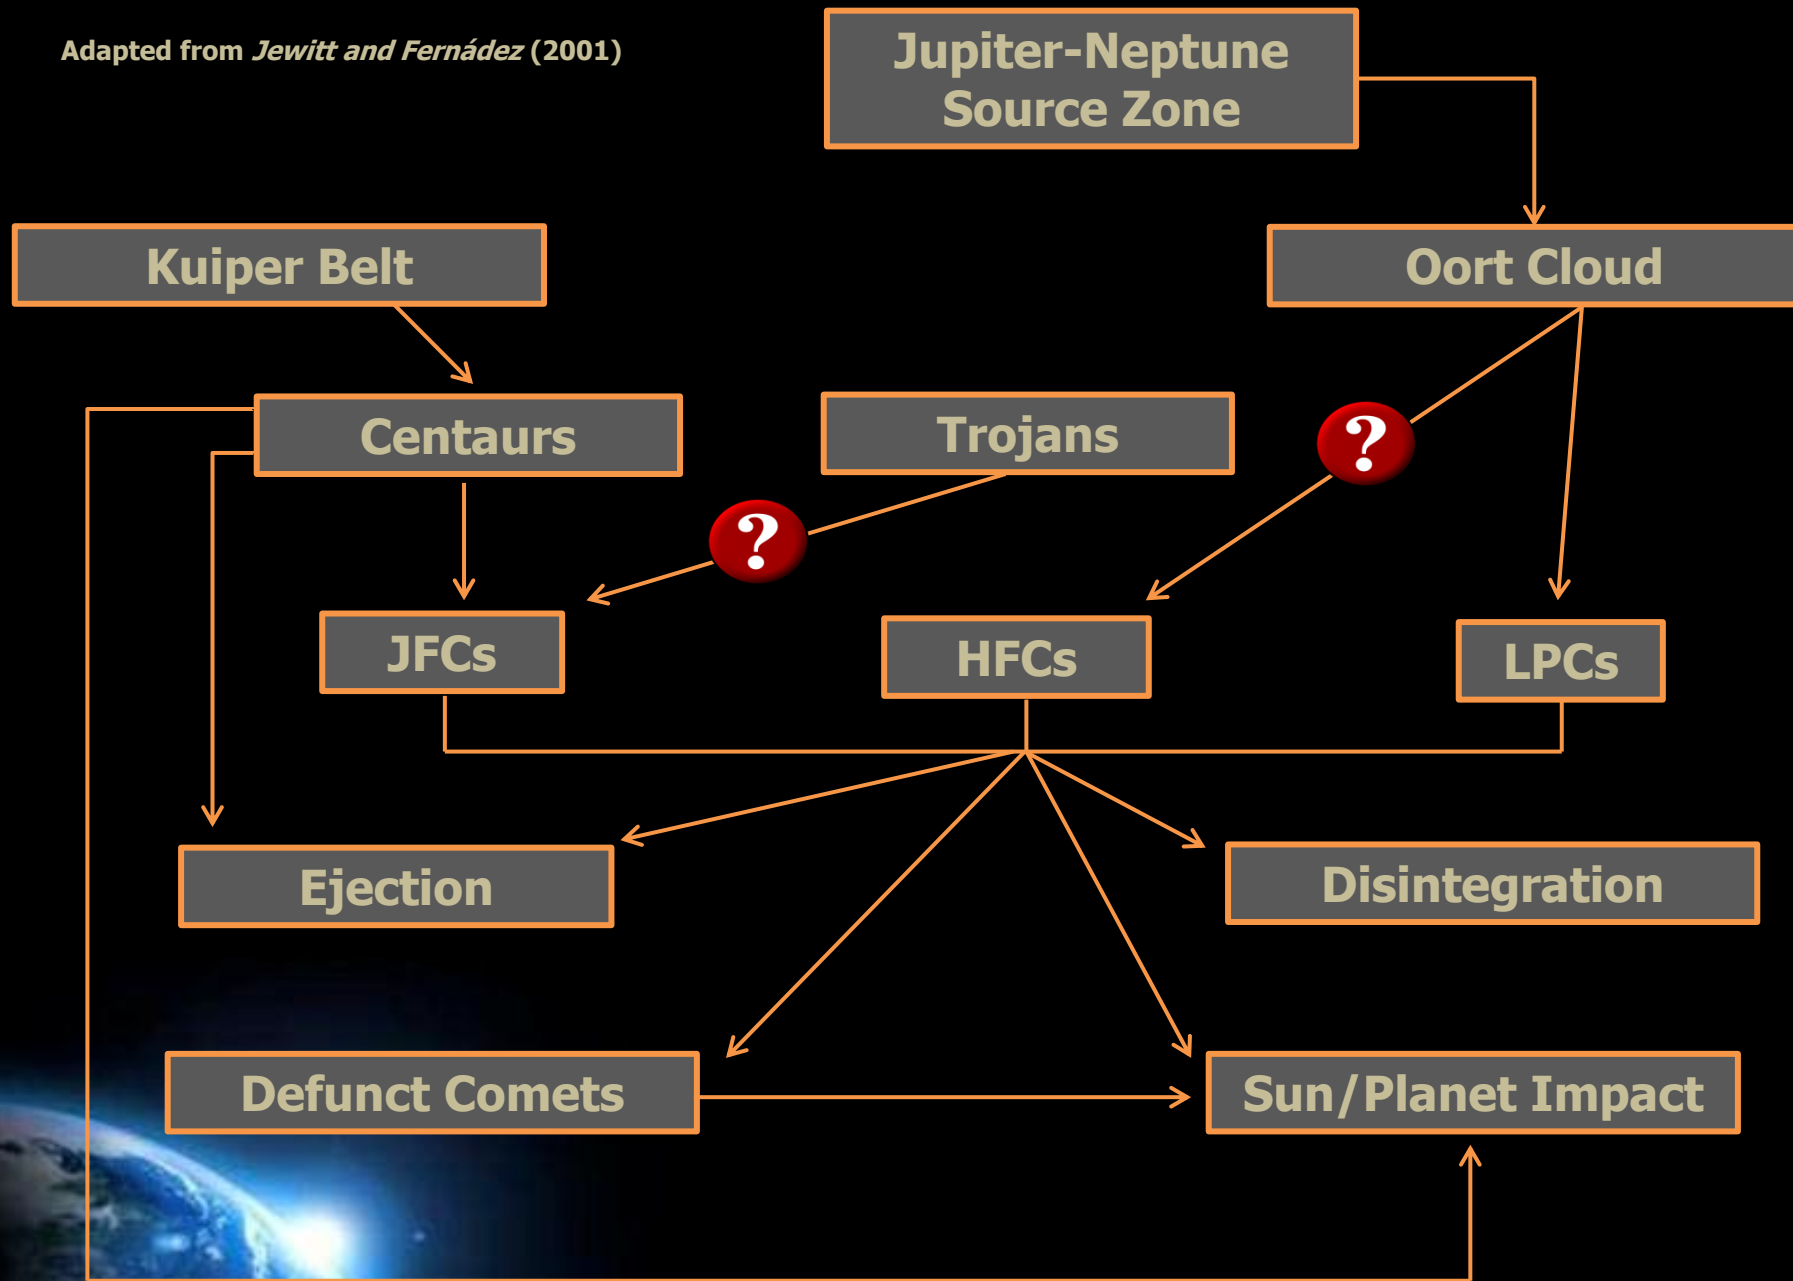 Adapted from Jewitt and Fernádez (2001)
Jupiter-Neptune
Source Zone
Kuiper Belt
Oort Cloud
Centaurs
Trojans
?
?
JFCs
HFCs
LPCs
Ejection
Disintegration
Defunct Comets
Sun/Planet Impact